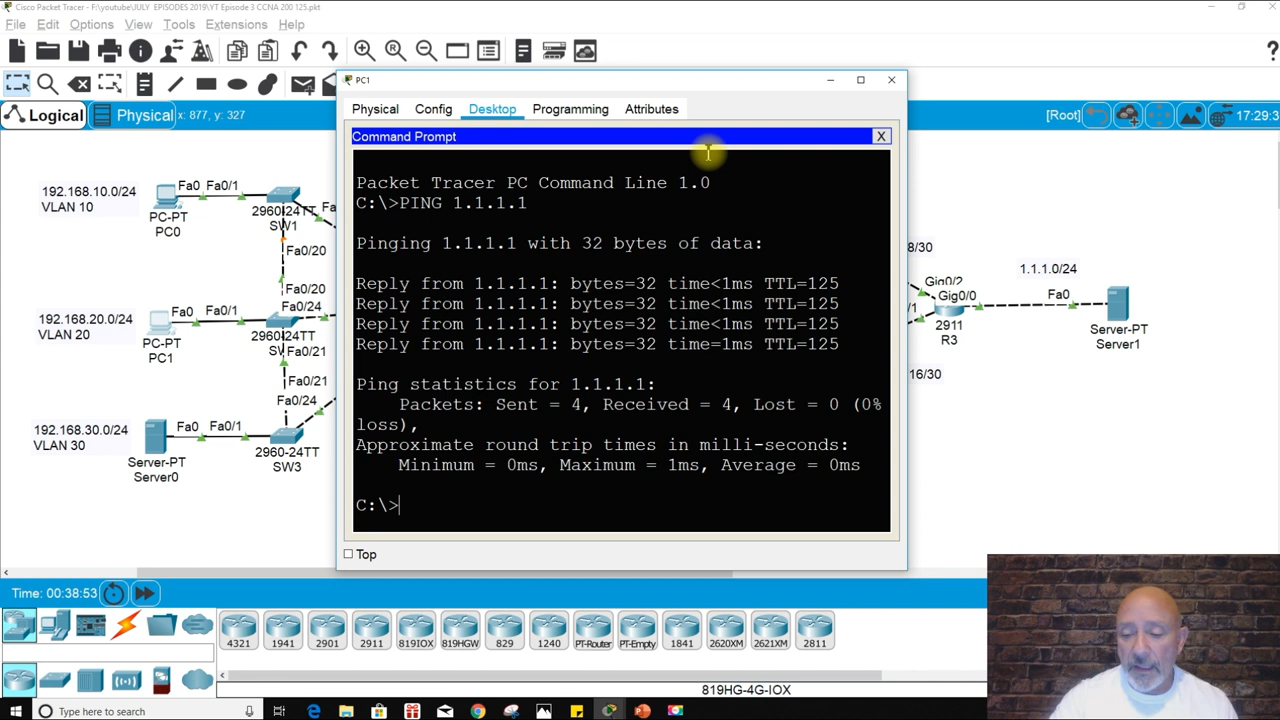 Cisco Packet Tracer - F:\youtube\JULY EPISODES 2019\YT Episode 3 CCNA 200 125.pkt
File Edit Options View Tools Extensions Help
?
Logical Physical x: 877, y: 327
[Root] 17:29:3
PC1
Physical Config Desktop Programming Attributes
Command Prompt
X
Packet Tracer PC Command Line 1.0
C:\>PING 1.1.1.1
Pinging 1.1.1.1 with 32 bytes of data:
Reply from 1.1.1.1: bytes=32 time<1ms TTL=125
Reply from 1.1.1.1: bytes=32 time<1ms TTL=125
Reply from 1.1.1.1: bytes=32 time<1ms TTL=125
Reply from 1.1.1.1: bytes=32 time=1ms TTL=125
Ping statistics for 1.1.1.1:
Packets: Sent = 4, Received = 4, Lost = 0 (0%
loss),
Approximate round trip times in milli-seconds:
Minimum = 0ms, Maximum = 1ms, Average = 0ms
C:\>
Top
192.168.10.0/24
VLAN 10
Fa0 Fa0/1
PC-PT
PC0
2960-24TT
SW1
Fa0/20
Fa0/20
192.168.20.0/24
VLAN 20
Fa0 Fa0/1
PC-PT
PC1
Fa0/24
2960-24TT
Fa0/21
Fa0/21
Fa0/24
192.168.30.0/24
VLAN 30
Fa0 Fa0/1
Server-PT
Server0
2960-24TT
SW3
8/30
Gig0/2
Gig0/0
2911
R3
16/30
1.1.1.0/24
Fa0
Server-PT
Server1
Time: 00:38:53
4321 1941 2901 2911 819IOX 819HGW 829 1240 PT-Router PT-Empty 1841 2620XM 2621XM 2811
819HG-4G-IOX
Type here to search